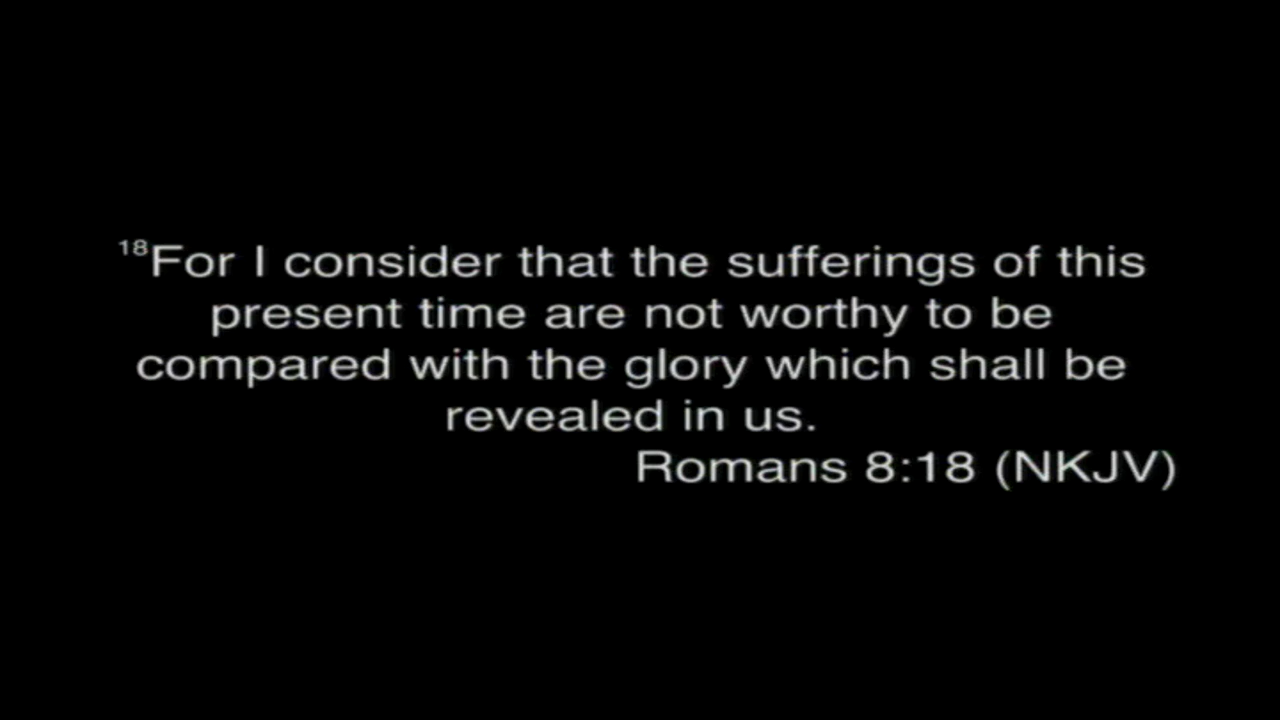 18For I consider that the sufferings of this
present time are not worthy to be
compared with the glory which shall be
revealed in us.
Romans 8:18 (NKJV)